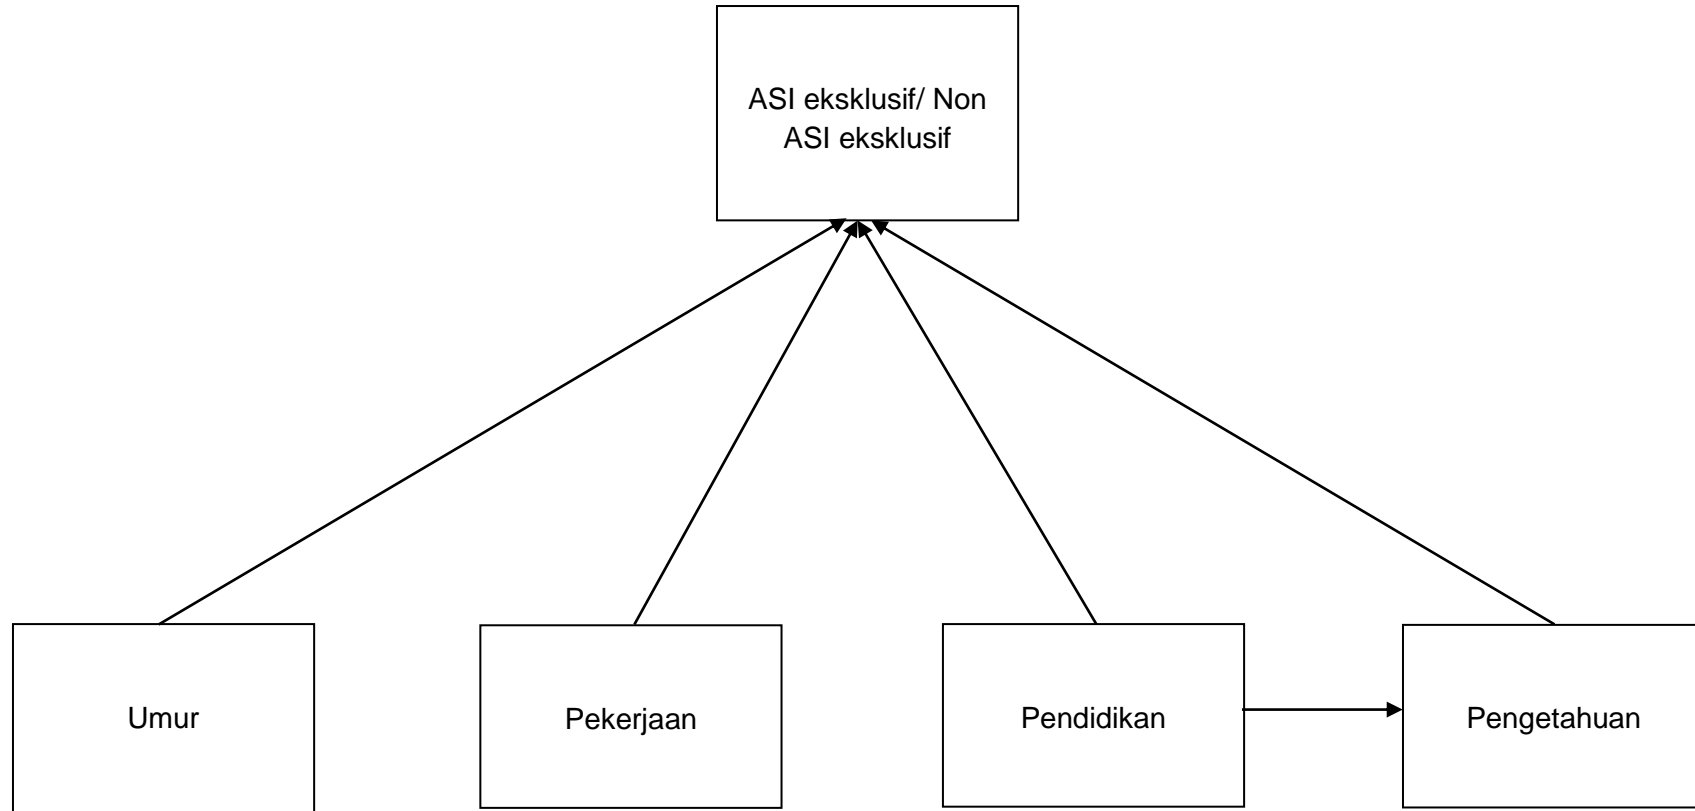 ASI eksklusif/ Non
ASI eksklusif
Umur
Pekerjaan
Pendidikan
Pengetahuan